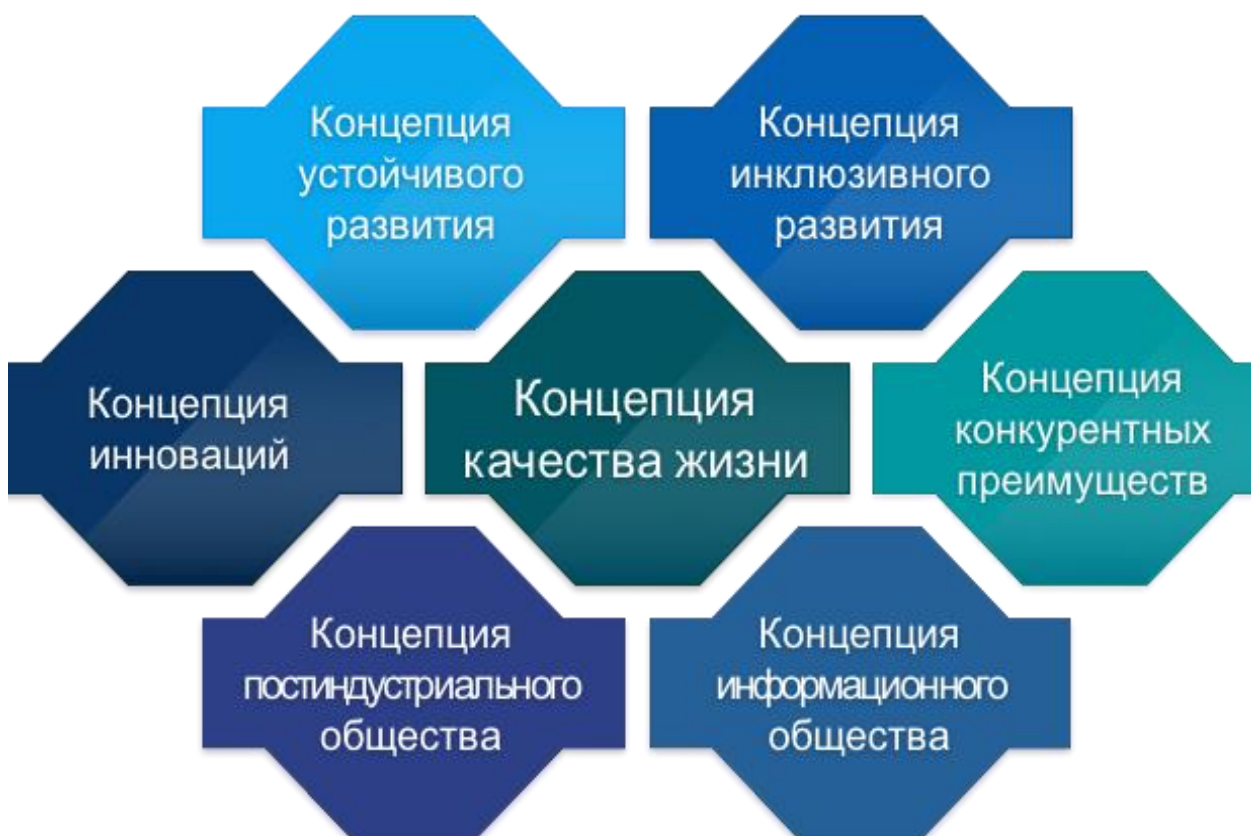 Концепция
устойчивого
развития
Концепция
инклюзивного
развития
Концепция
инноваций
Концепция
качества жизни
Концепция
конкурентных
преимуществ
Концепция
постиндустриального
общества
Концепция
информационного
общества